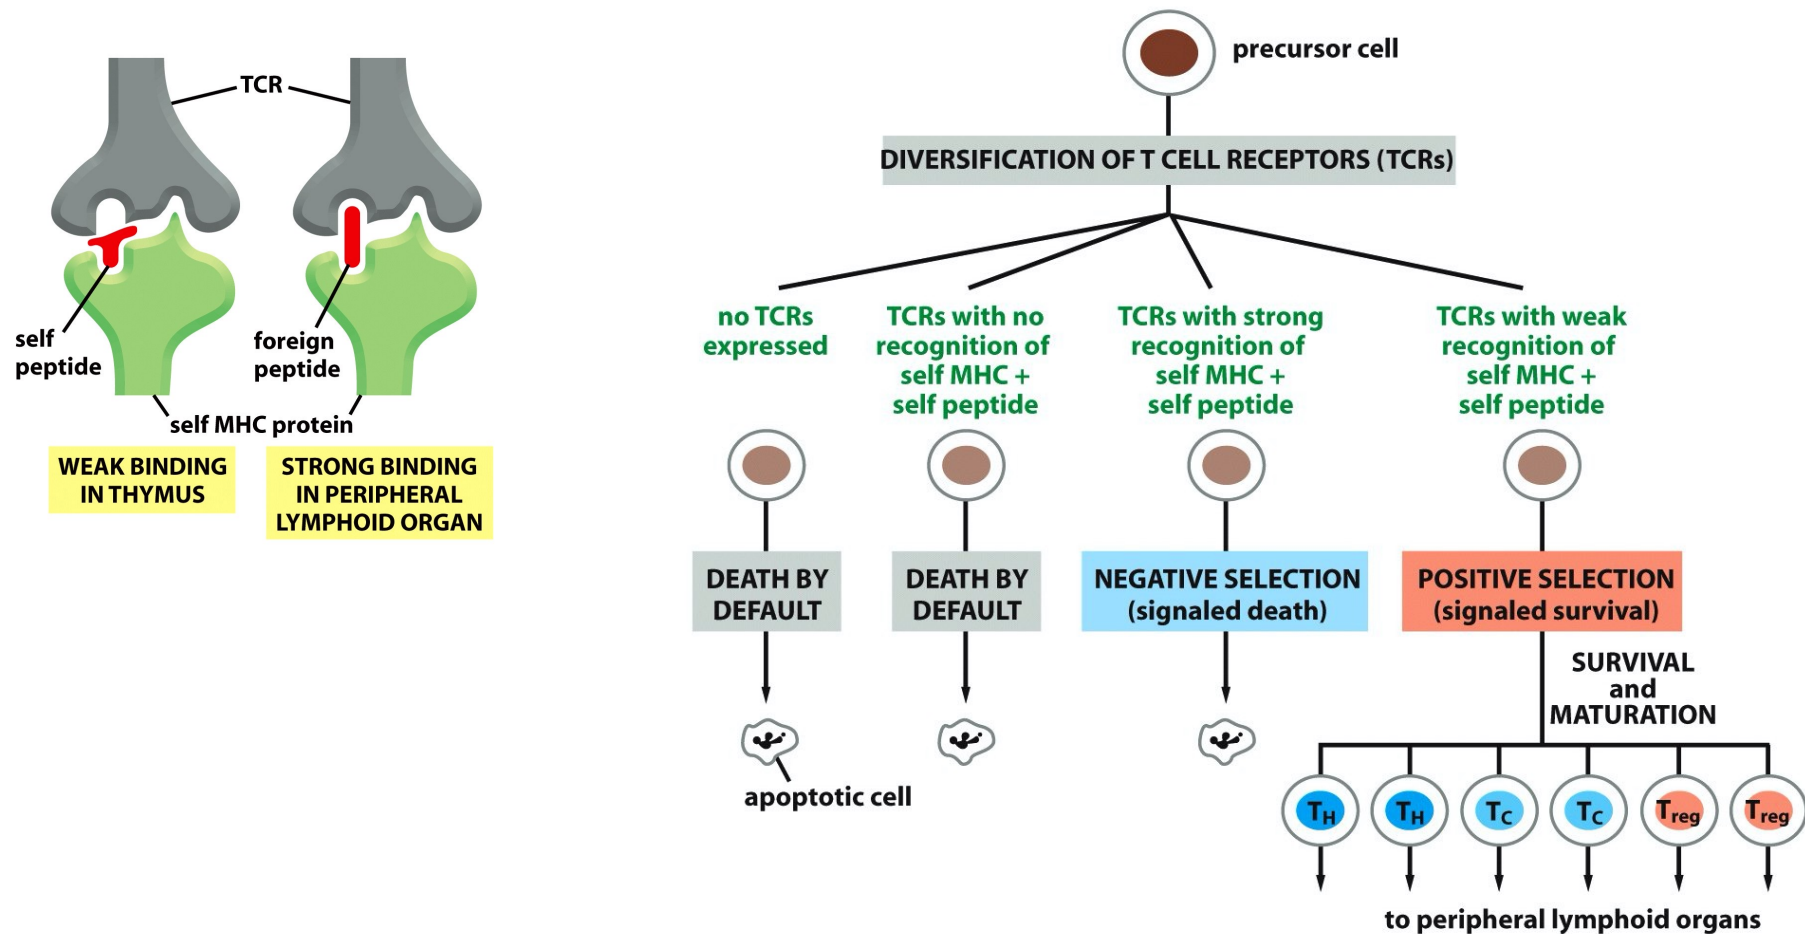 TCR
self
peptide
foreign
peptide
self MHC protein
WEAK BINDING
IN THYMUS
STRONG BINDING
IN PERIPHERAL
LYMPHOID ORGAN
precursor cell
DIVERSIFICATION OF T CELL RECEPTORS (TCRs)
no TCRs
expressed
TCRs with no
recognition of
self MHC +
self peptide
TCRs with strong
recognition of
self MHC +
self peptide
TCRs with weak
recognition of
self MHC +
self peptide
DEATH BY
DEFAULT
DEATH BY
DEFAULT
NEGATIVE SELECTION
(signaled death)
POSITIVE SELECTION
(signaled survival)
SURVIVAL
and
MATURATION
apoptotic cell
TH
TH
TC
TC
Treg
Treg
to peripheral lymphoid organs